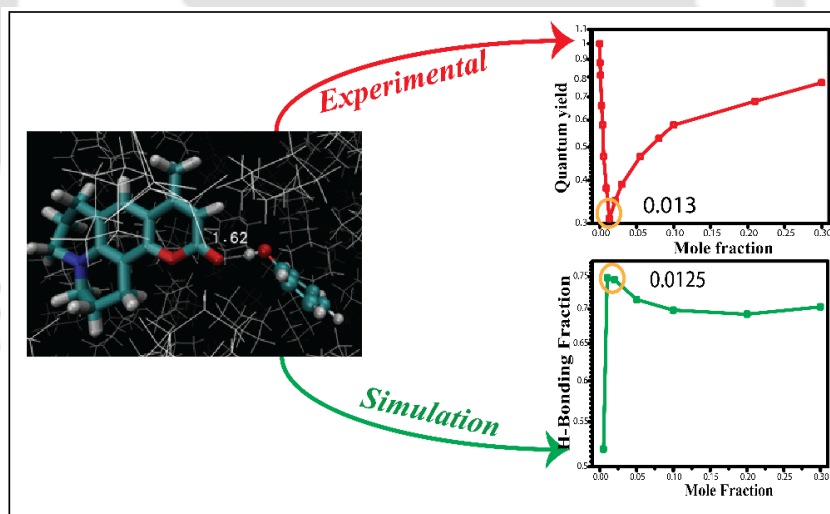 Experimental
Simulation
1.62
Quantum yield
1.1
1
0.9
0.8
0.7
0.6
0.5
0.4
0.3
0.013
0.00 0.05 0.10 0.15 0.20 0.25 0.30
Mole fraction
H-Bonding Fraction
0.75
0.7
0.65
0.6
0.5
0.0125
0.00 0.05 0.10 0.15 0.20 0.25 0.30
Mole Fraction